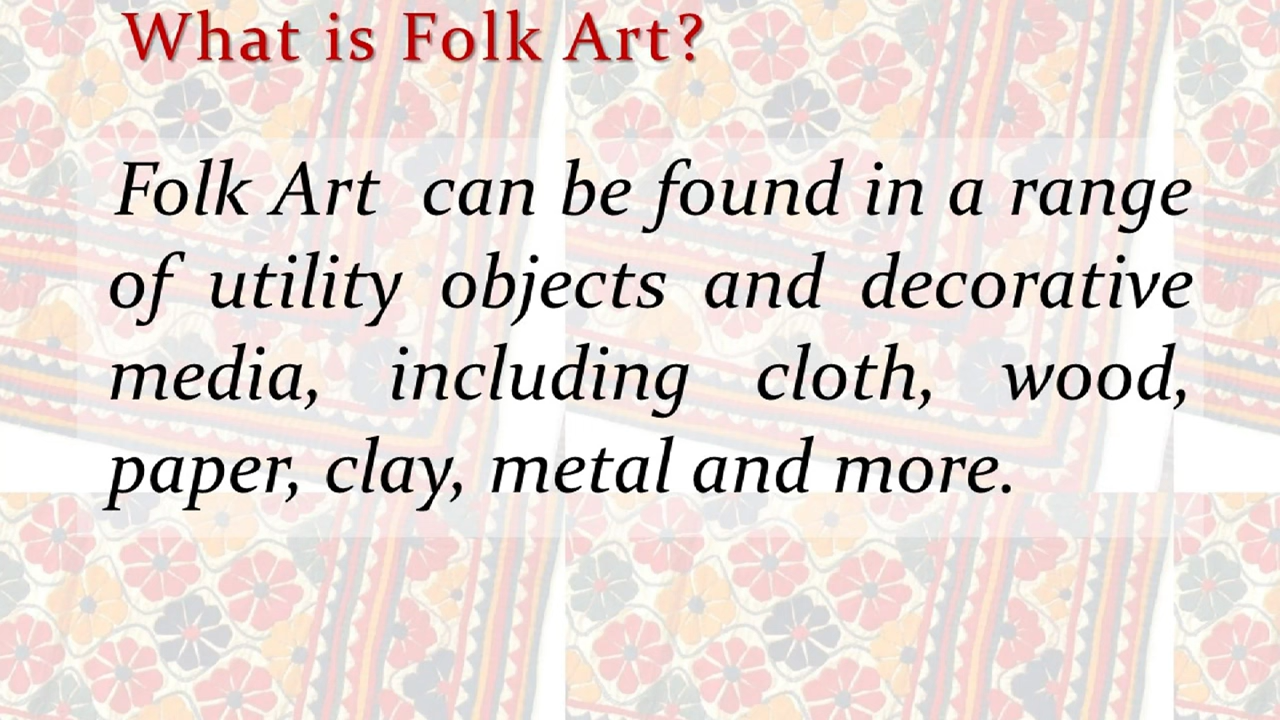 What is Folk Art?
Folk Art can be found in a range
of utility objects and decorative
media, including cloth, wood,
paper, clay, metal and more.